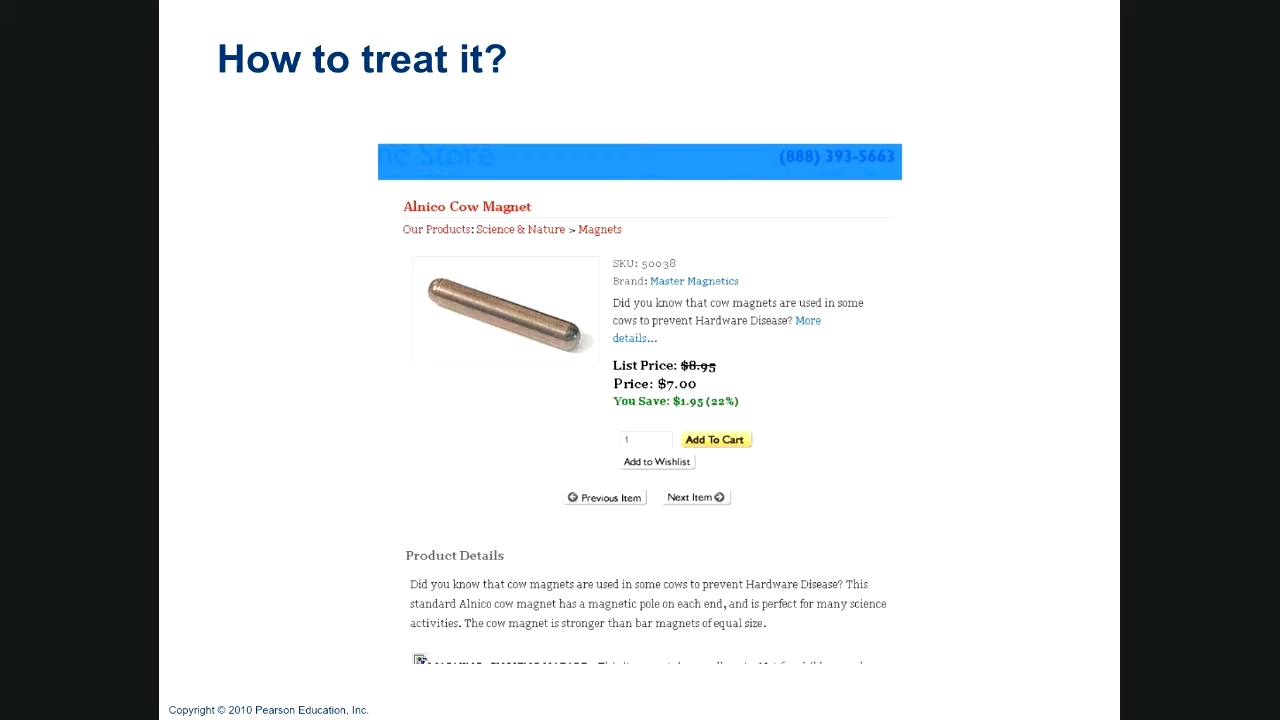 How to treat it?
ne Store
(888) 393-5663
Alnico Cow Magnet
Our Products: Science & Nature > Magnets
SKU: 50038
Brand: Master Magnetics
Did you know that cow magnets are used in some
cows to prevent Hardware Disease? More
details...
List Price: $8.95
Price: $7.00
You Save: $1.95 (22%)
1
Add To Cart
Add to Wishlist
Previous Item
Next Item
Product Details
Did you know that cow magnets are used in some cows to prevent Hardware Disease? This
standard Alnico cow magnet has a magnetic pole on each end, and is perfect for many science
activities. The cow magnet is stronger than bar magnets of equal size.
Copyright © 2010 Pearson Education, Inc.